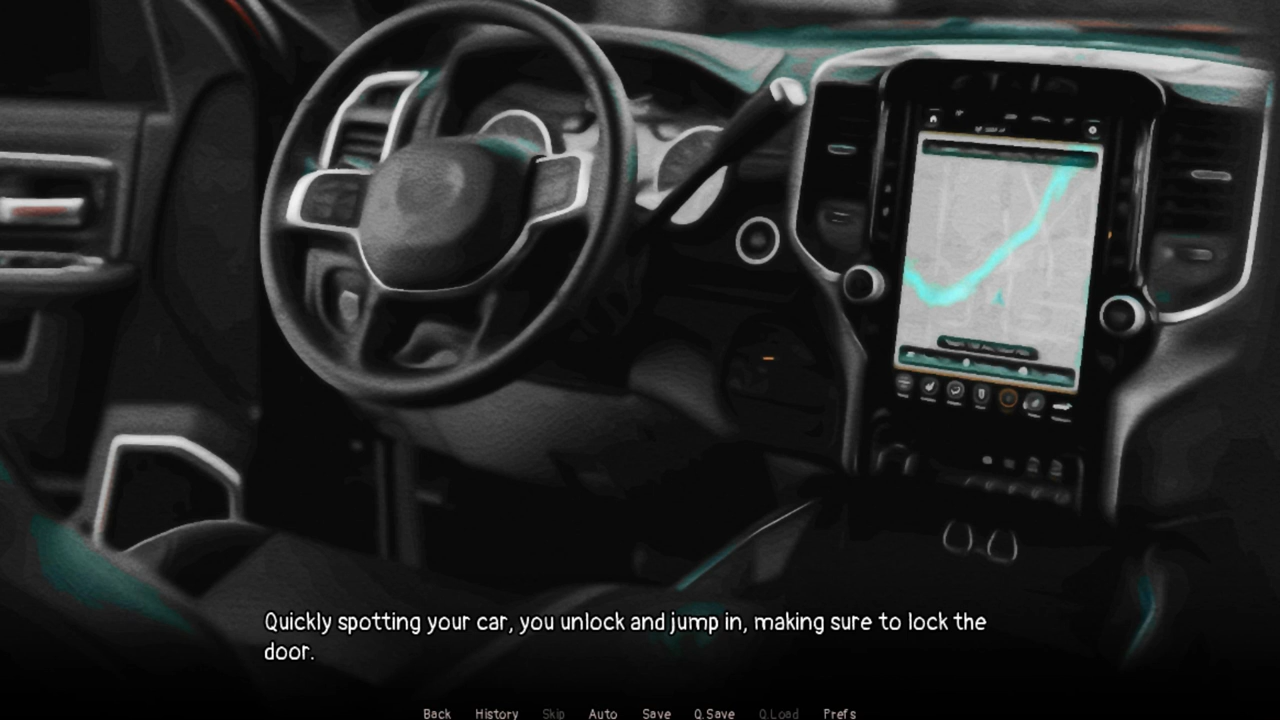 Quickly spotting your car, you unlock and jump in, making sure to lock the
door.
Back History Skip Auto Save Q.Save Q.Load Prefs